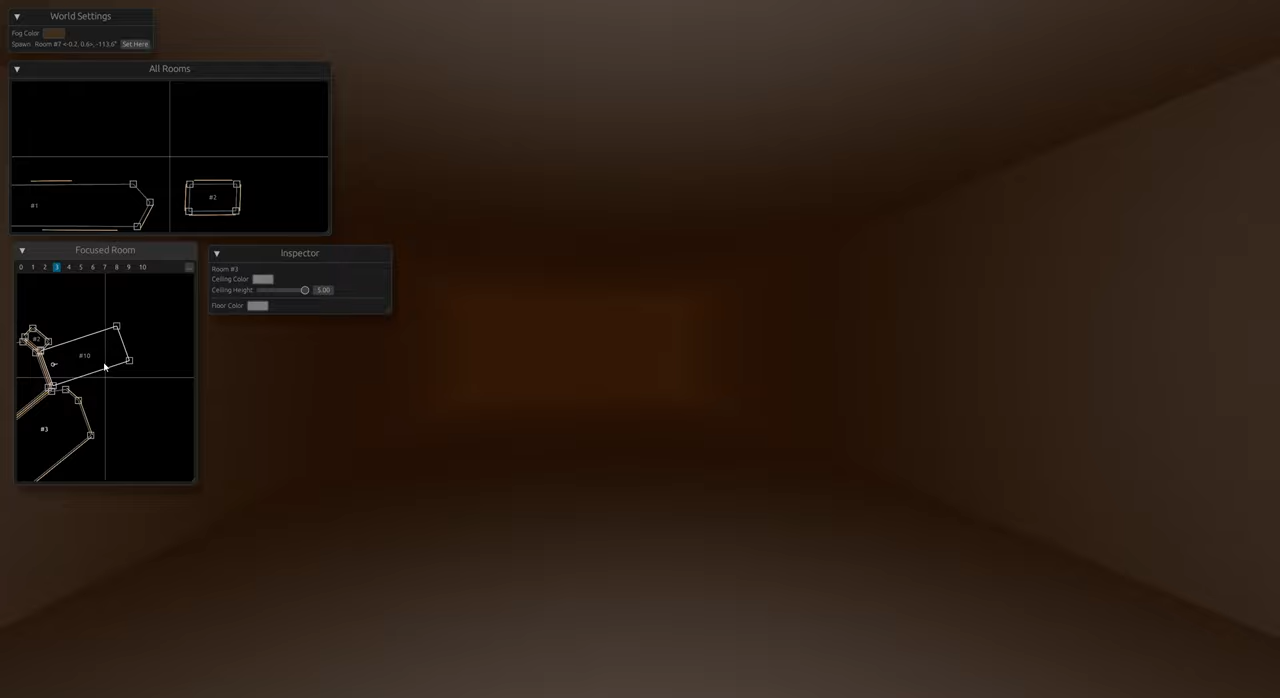 World Settings
Fog Color
Spawn Room #7 <-0.2, 0.6>, -113.6° Set Here
All Rooms
#1
#2
Focused Room
0 1 2 3 4 5 6 7 8 9 10 ...
#2
#10
#3
Inspector
Room #3
Ceiling Color
Ceiling Height: 5.00
Floor Color